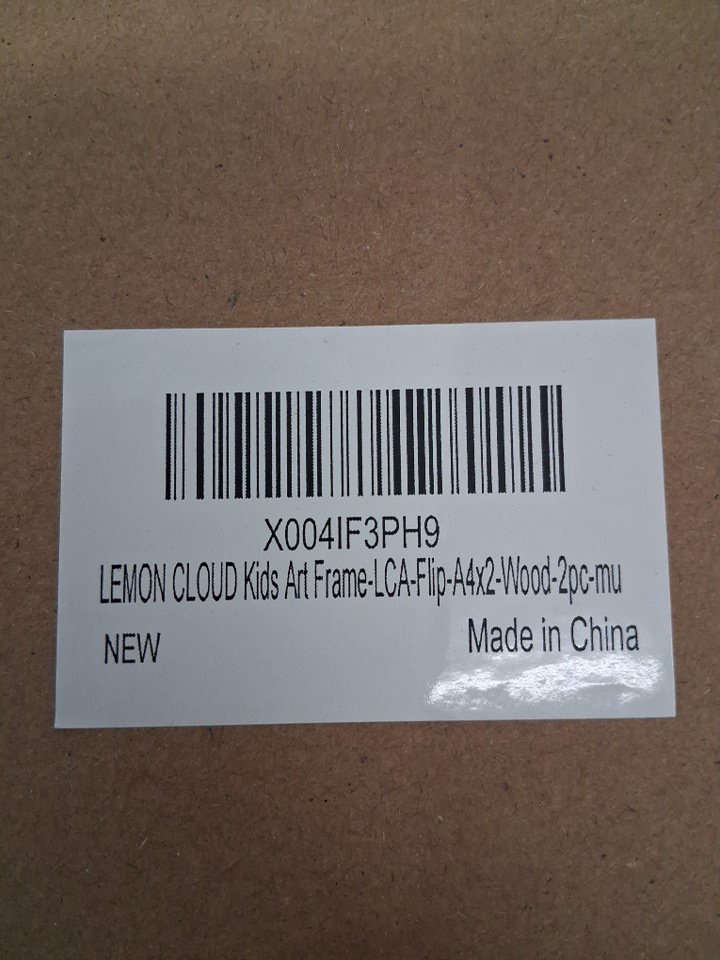 X004IF3PH9
LEMON CLOUD Kids Art Frame-LCA-Flip-A4x2-Wood-2pc-mu
NEW
Made in China